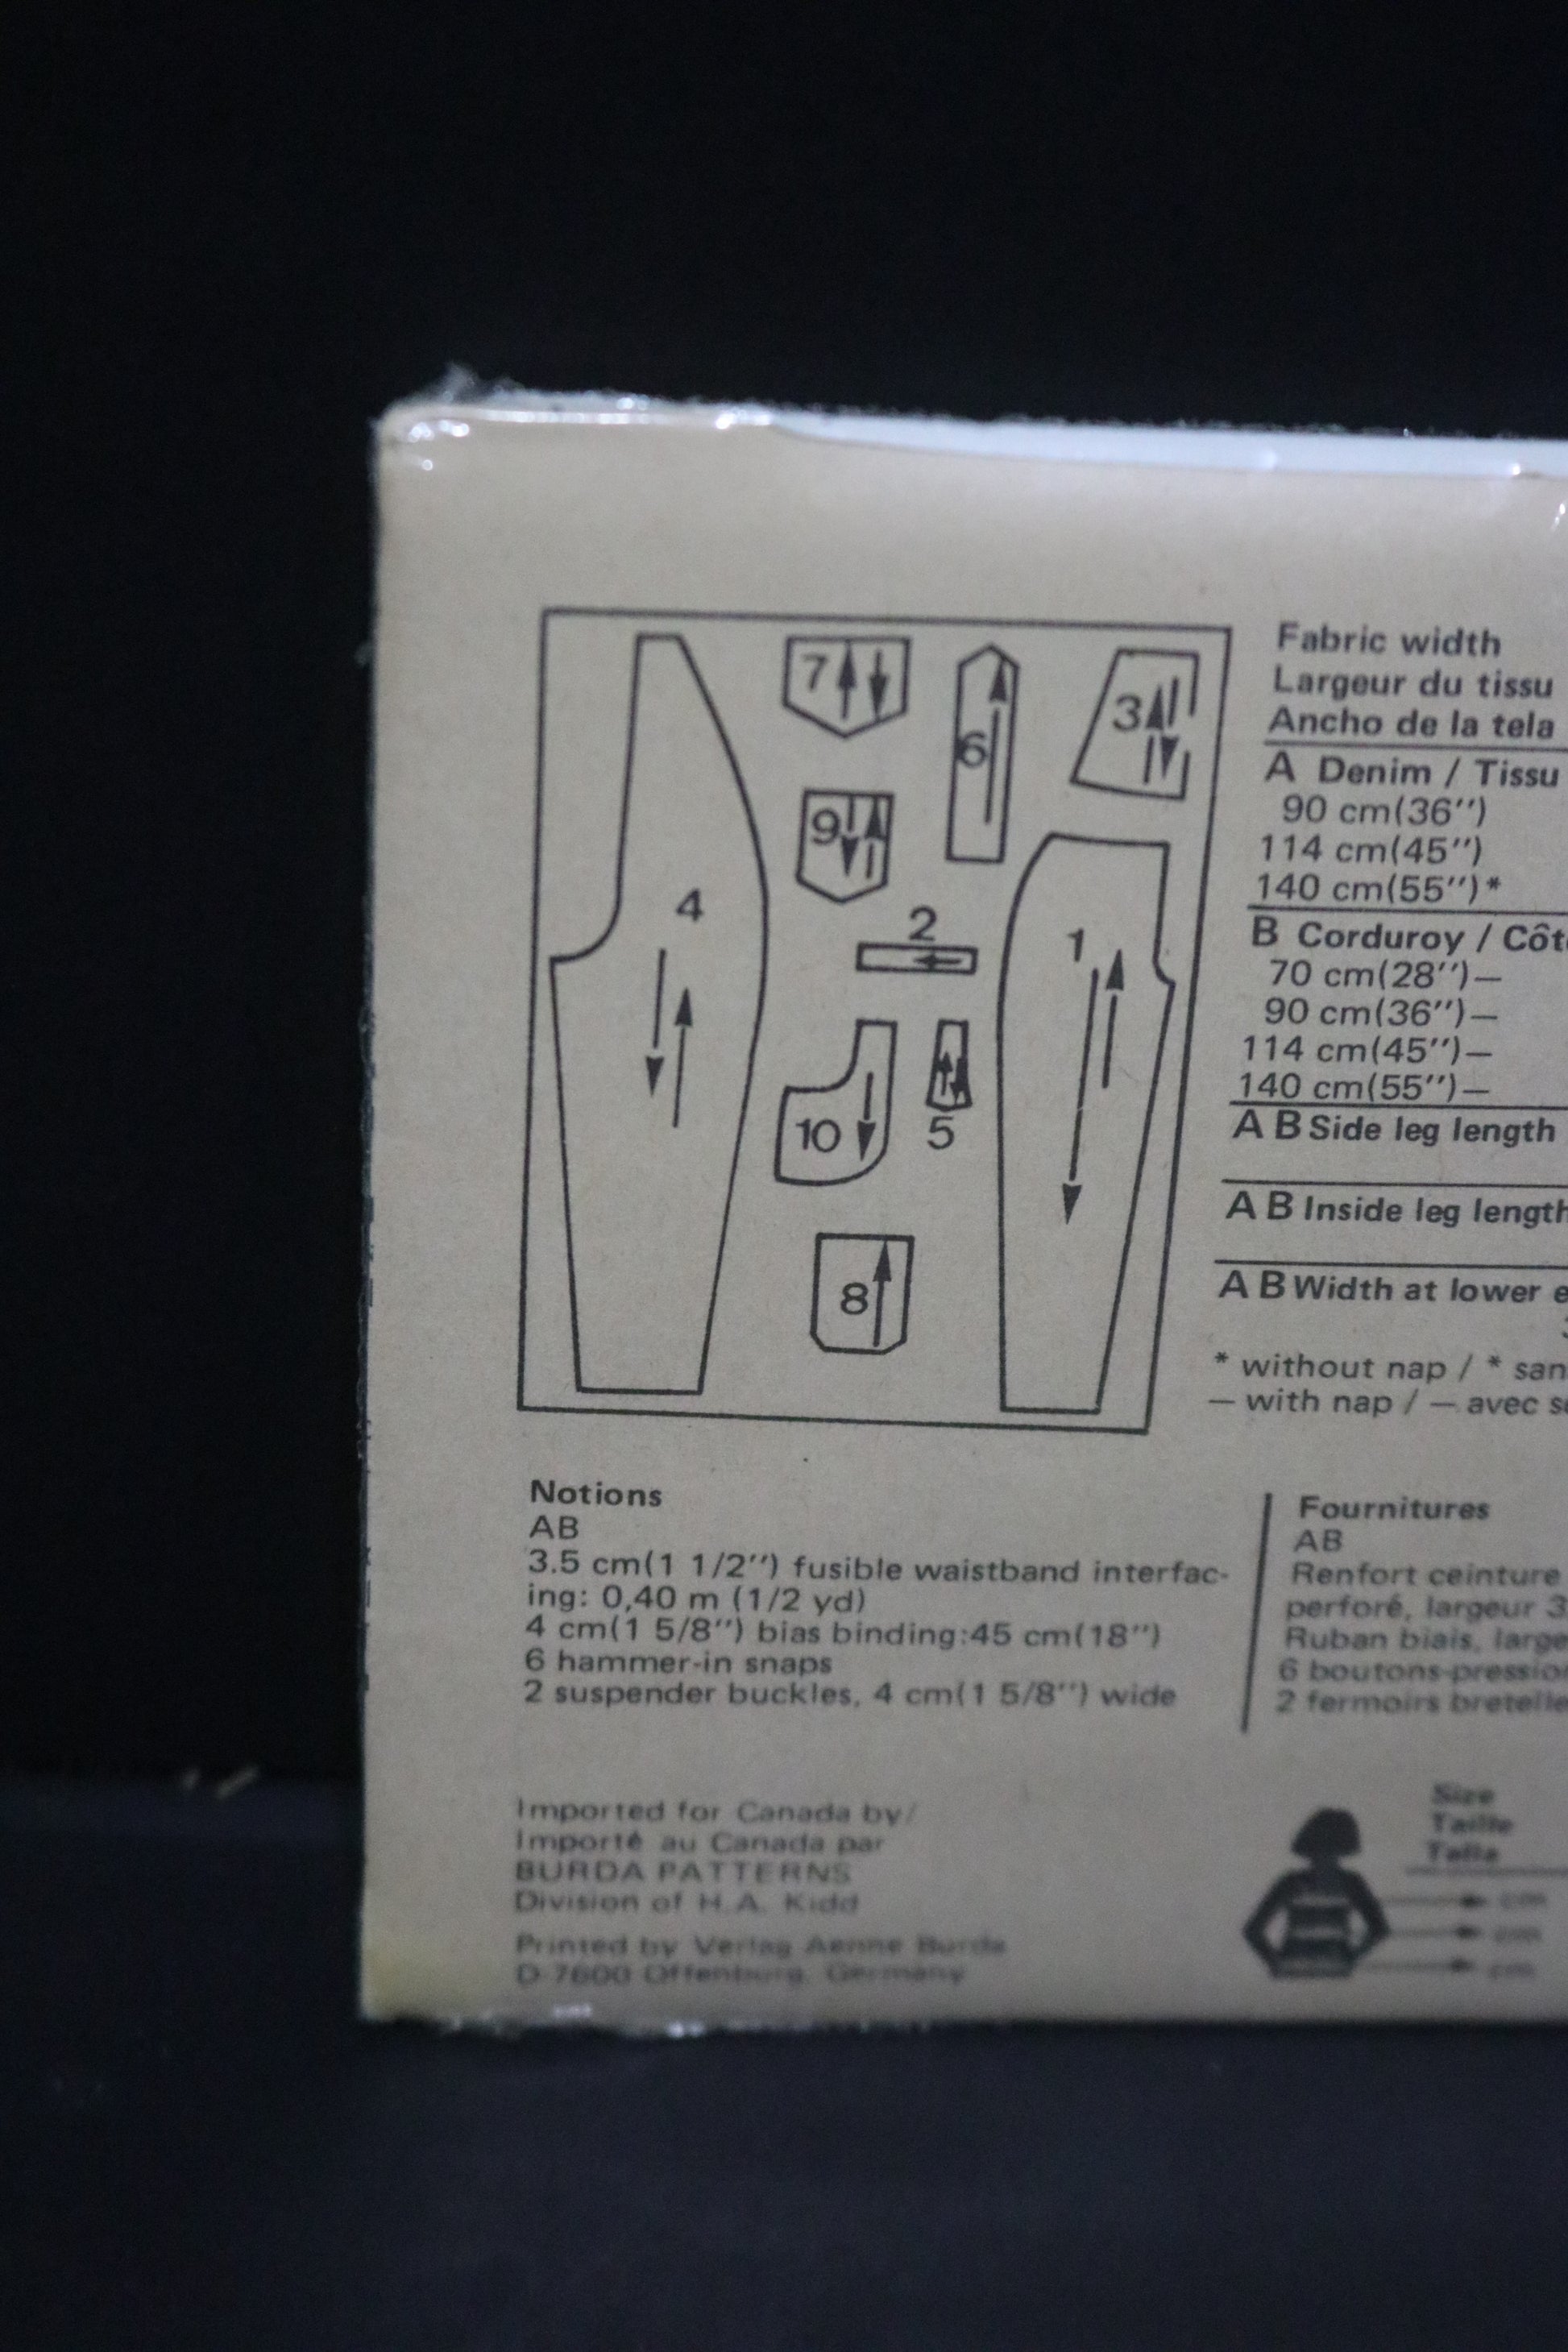 7
6
3
9
4
2
1
10
5
8
Fabric width
Largeur du tissu
Ancho de la tela
A Denim / Tissu
90 cm(36'')
114 cm(45'')
140 cm(55'')*
B Corduroy / Côt
70 cm(28'')—
90 cm(36'')—
114 cm(45'')—
140 cm(55'')—
A B Side leg length
A B Inside leg length
A B Width at lower e
* without nap / * san
— with nap / — avec se
Notions
AB
3.5 cm(1 1/2'') fusible waistband interfac-
ing: 0,40 m (1/2 yd)
4 cm(1 5/8'') bias binding:45 cm(18'')
6 hammer-in snaps
2 suspender buckles, 4 cm(1 5/8'') wide
Fournitures
AB
Renfort ceinture
perforé, largeur 3
Ruban biais, large
6 boutons-pression
2 fermoirs bretelle
Imported for Canada by/
Importé au Canada par
BURDA PATTERNS
Division of H.A. Kidd
Printed by Verlag Aenne Burda
D-7600 Offenburg, Germany
Size
Taille
Talla
cm
cm
cm